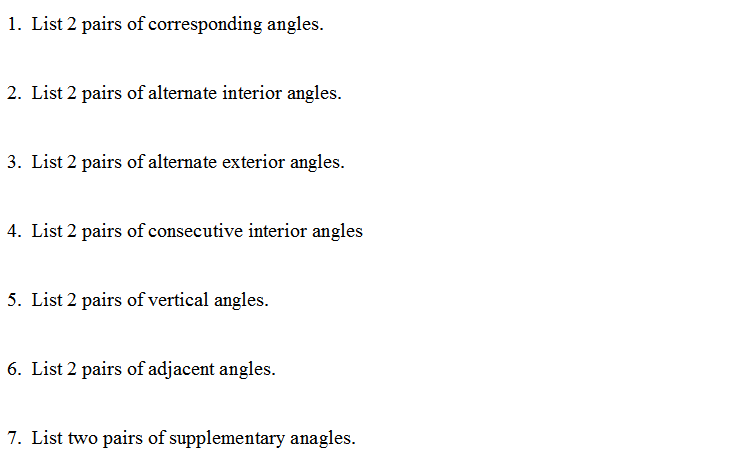 1. List 2 pairs of corresponding angles.
2. List 2 pairs of alternate interior angles.
3. List 2 pairs of alternate exterior angles.
4. List 2 pairs of consecutive interior angles
5. List 2 pairs of vertical angles.
6. List 2 pairs of adjacent angles.
7. List two pairs of supplementary anagles.